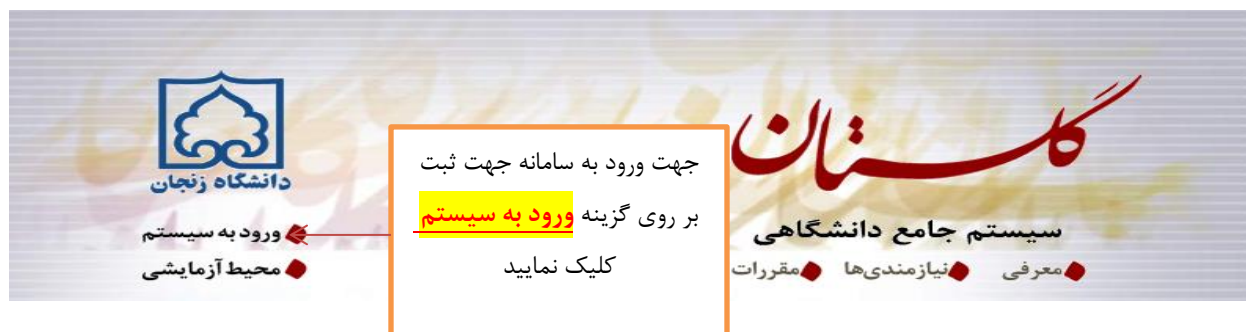 گلستان
سیستم جامع دانشگاهی
معرفی
نیازمندی‌ها
مقررات
جهت ورود به سامانه جهت ثبت
بر روی گزینه ورود به سیستم
کلیک نمایید
دانشگاه زنجان
ورود به سیستم
محیط آزمایشی